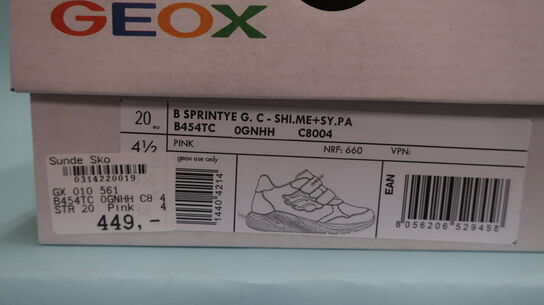 GEOX
20 eu
B SPRINTYE G. C - SHI.ME+SY.PA
B454TC 0GNHH C8004
4½
PINK NRF: 660 VPN:
geox use only
1440 4214
EAN
8 056206 529458
Sunde Sko
0314220019
GX 010 561
B454TC 0GNHH C8 4
STR 20 Pink 4
449,-